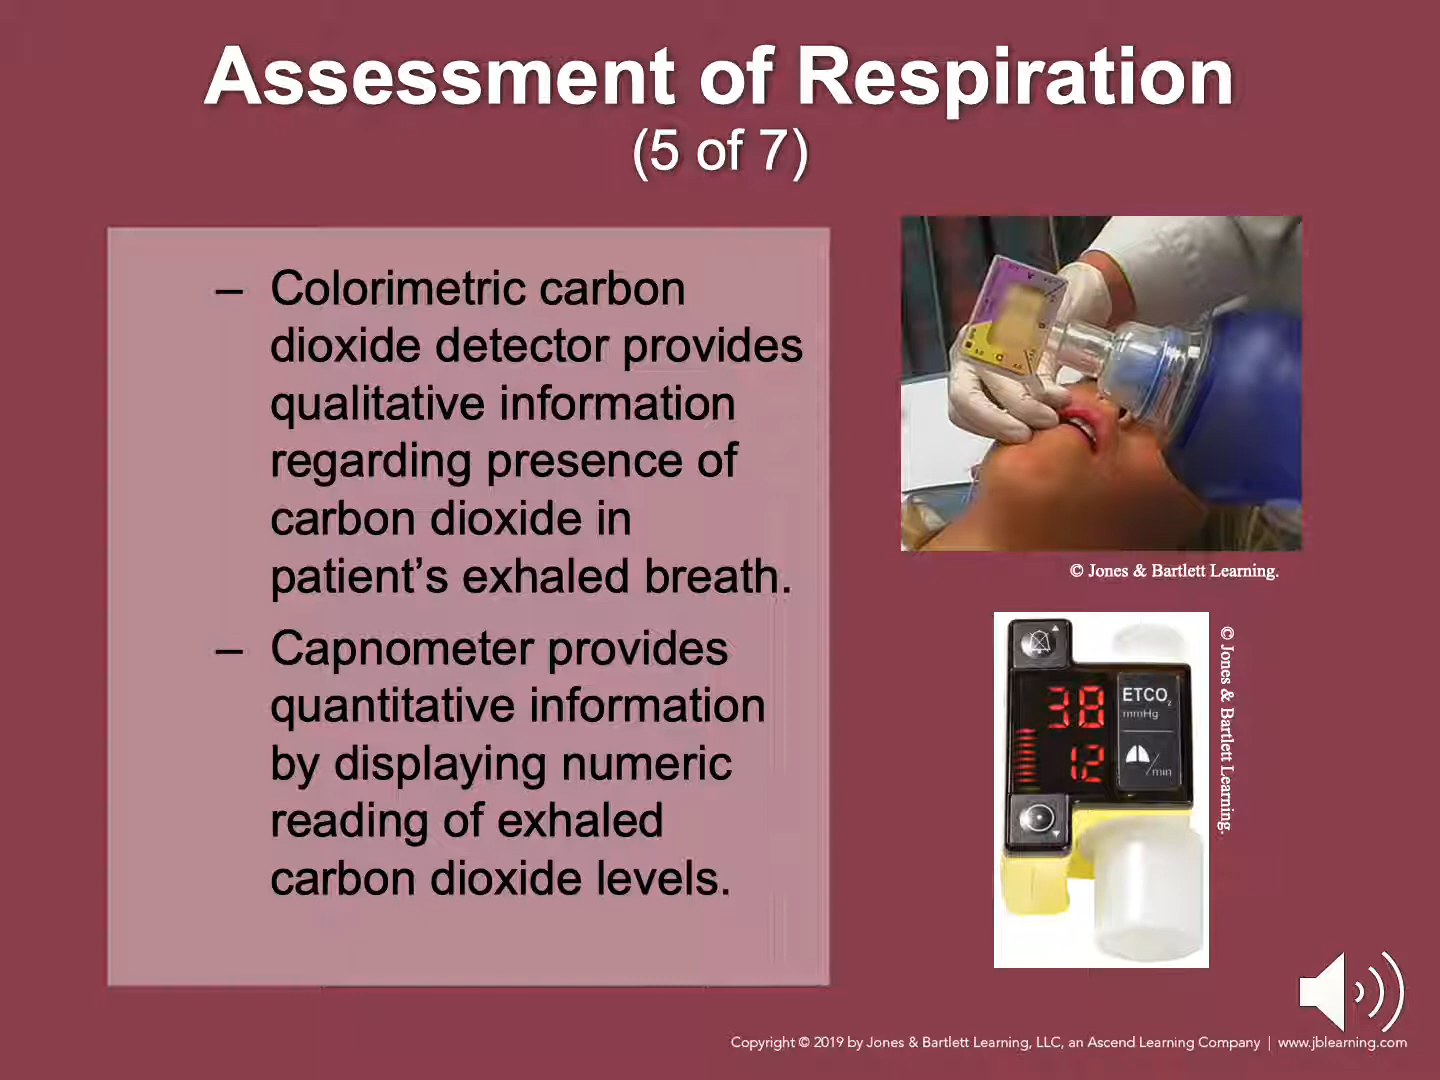 Assessment of Respiration
(5 of 7)
– Colorimetric carbon
dioxide detector provides
qualitative information
regarding presence of
carbon dioxide in
patient’s exhaled breath.
– Capnometer provides
quantitative information
by displaying numeric
reading of exhaled
carbon dioxide levels.
© Jones & Bartlett Learning.
38
ETCO2
mmHg
12
/min
© Jones & Bartlett Learning.
Copyright © 2019 by Jones & Bartlett Learning, LLC, an Ascend Learning Company | www.jblearning.com